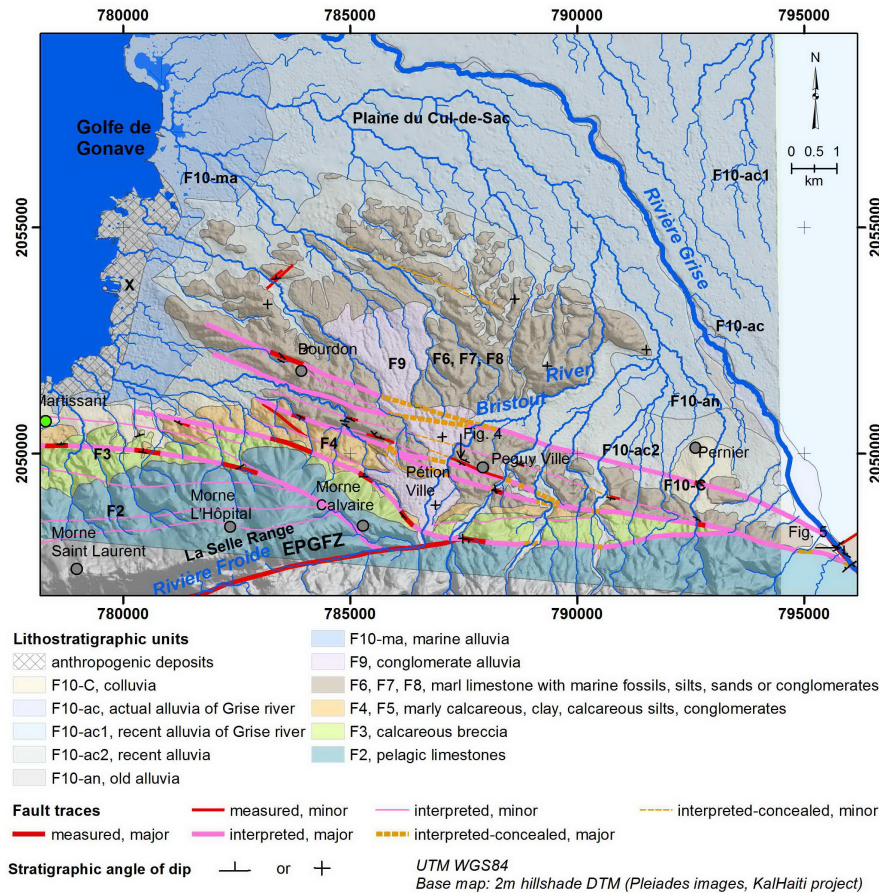 780000 785000 790000 795000
N
Golfe de
Gonave
Plaine du Cul-de-Sac
F10-ma
F10-ac1
0 0.5 1
km
2055000
2055000
Rivière Grise
X
F10-ac
Bourdon
F9
F6, F7, F8
River
Bristout
F10-an
Martissant
Fig. 4
F10-ac2
Pernier
2050000
2050000
F3
F4
Peguy Ville
Pétion
Ville
F10-C
Morne
Calvaire
F2
Morne
L'Hôpital
Fig. 5
Morne
Saint Laurent
La Selle Range
EPGFZ
Rivière Froide
780000 785000 790000 795000
Lithostratigraphic units
anthropogenic deposits
F10-C, colluvia
F10-ac, actual alluvia of Grise river
F10-ac1, recent alluvia of Grise river
F10-ac2, recent alluvia
F10-an, old alluvia
F10-ma, marine alluvia
F9, conglomerate alluvia
F6, F7, F8, marl limestone with marine fossils, silts, sands or conglomerates
F4, F5, marly calcareous, clay, calcareous silts, conglomerates
F3, calcareous breccia
F2, pelagic limestones
Fault traces
measured, minor
interpreted, minor
interpreted-concealed, minor
measured, major
interpreted, major
interpreted-concealed, major
Stratigraphic angle of dip or
UTM WGS84
Base map: 2m hillshade DTM (Pleiades images, KalHaiti project)